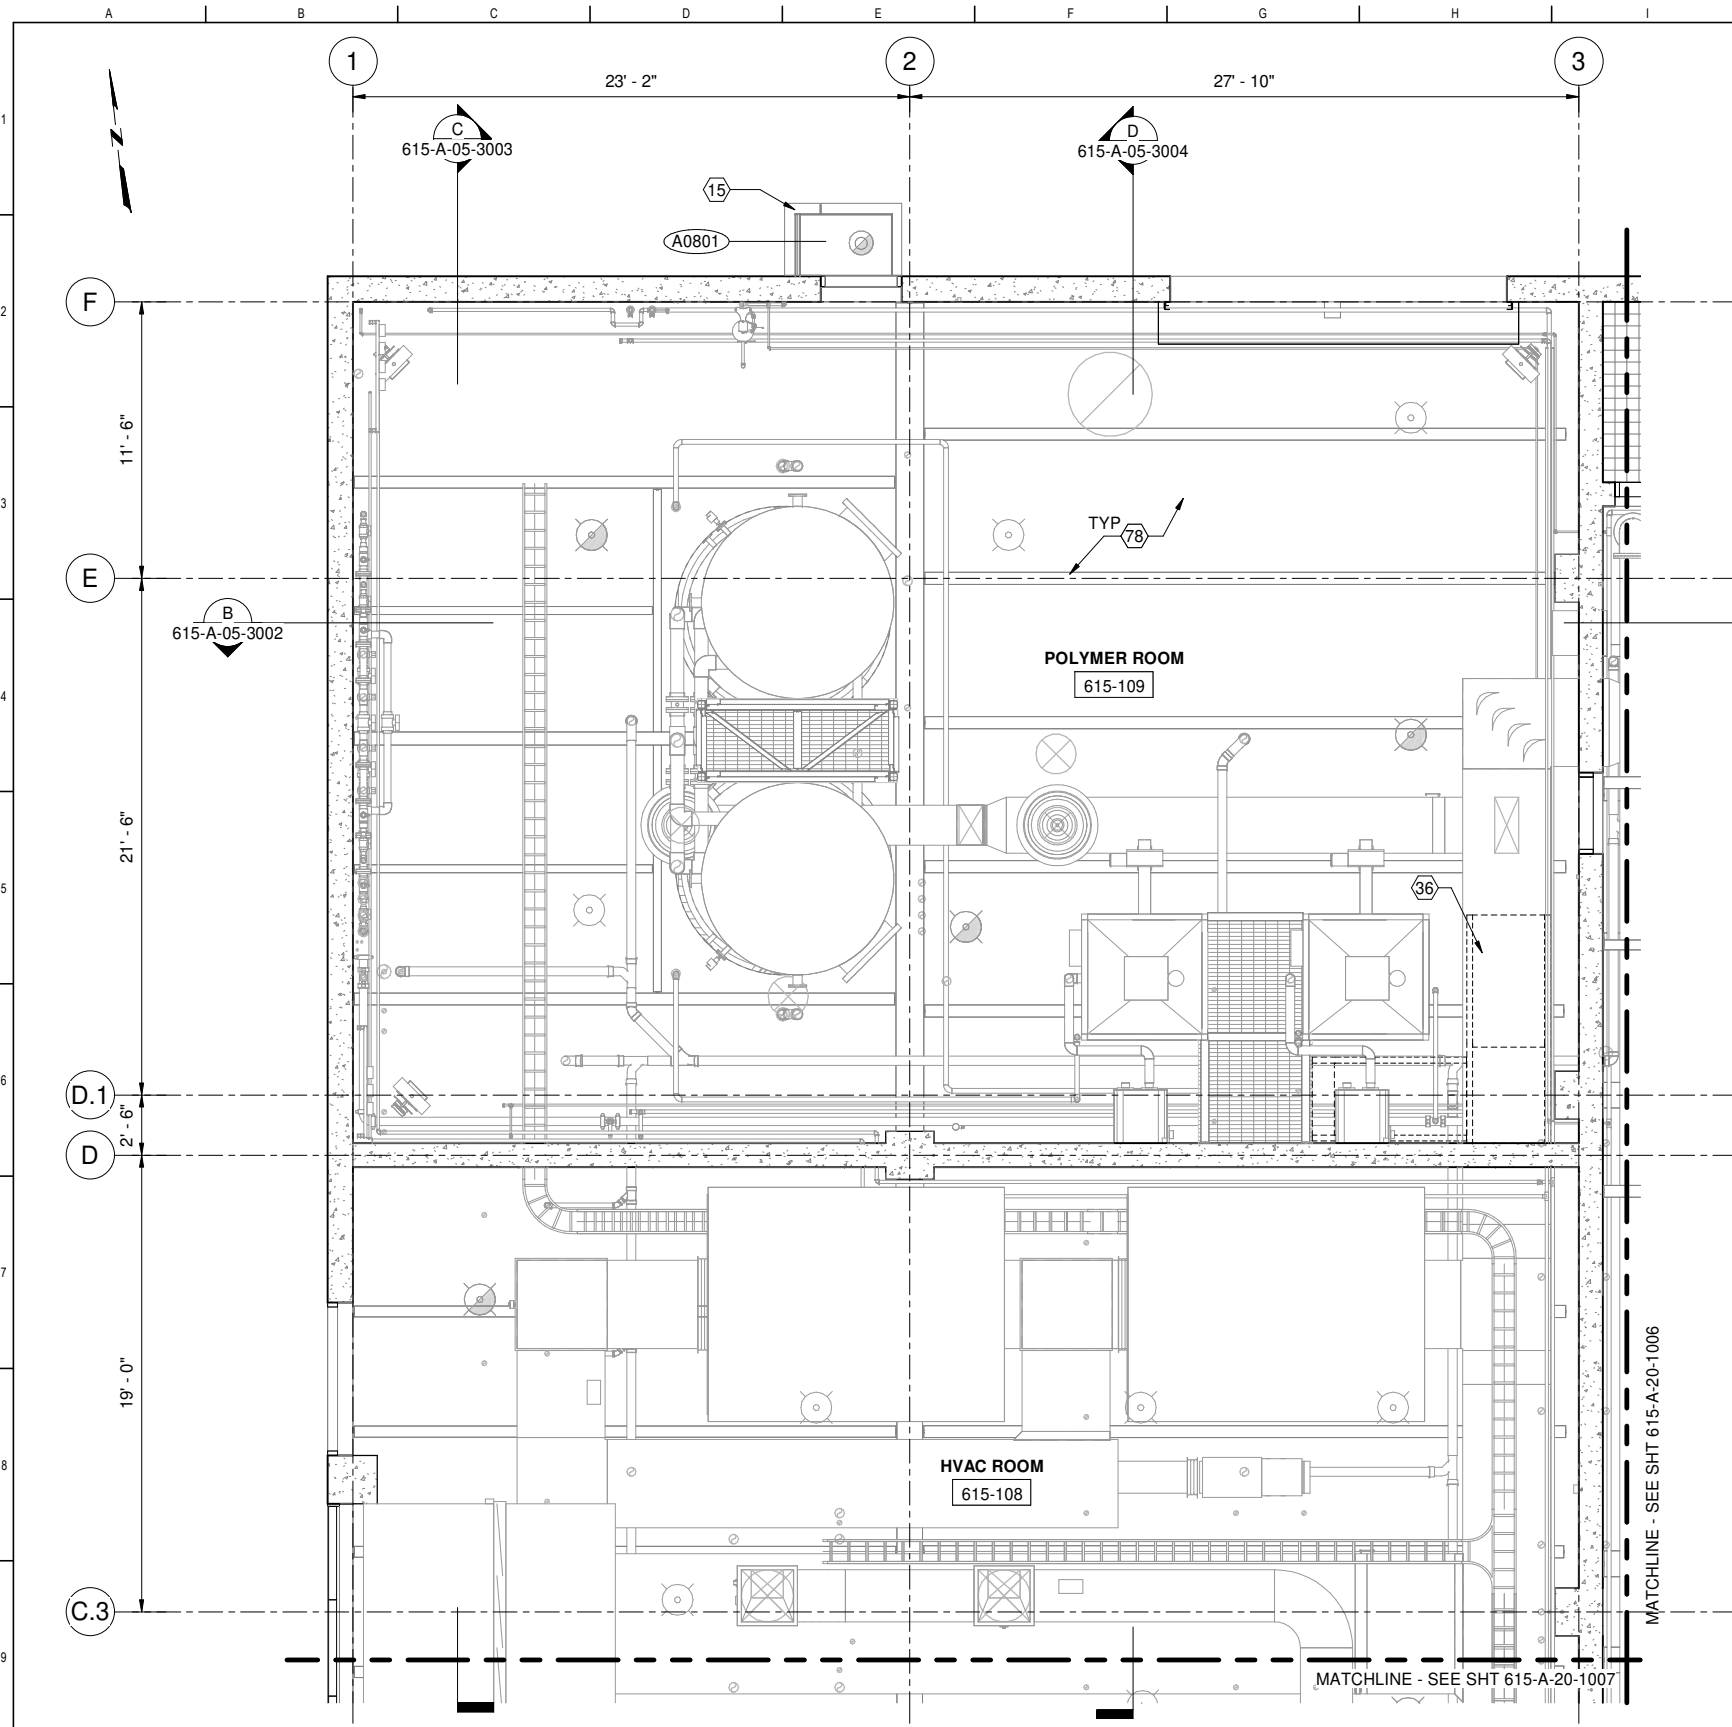 A B C D E F G H I
1 2 3
23' - 2" 27' - 10"
1
C
615-A-05-3003
D
615-A-05-3004
N
15
A0801
F
2
11' - 6"
3
TYP 78
E
B
615-A-05-3002
POLYMER ROOM
615-109
4
21' - 6"
5
36
6
D.1
2' - 6"
D
7
19' - 0"
HVAC ROOM
615-108
8
MATCHLINE - SEE SHT 615-A-20-1006
C.3
9
MATCHLINE - SEE SHT 615-A-20-1007